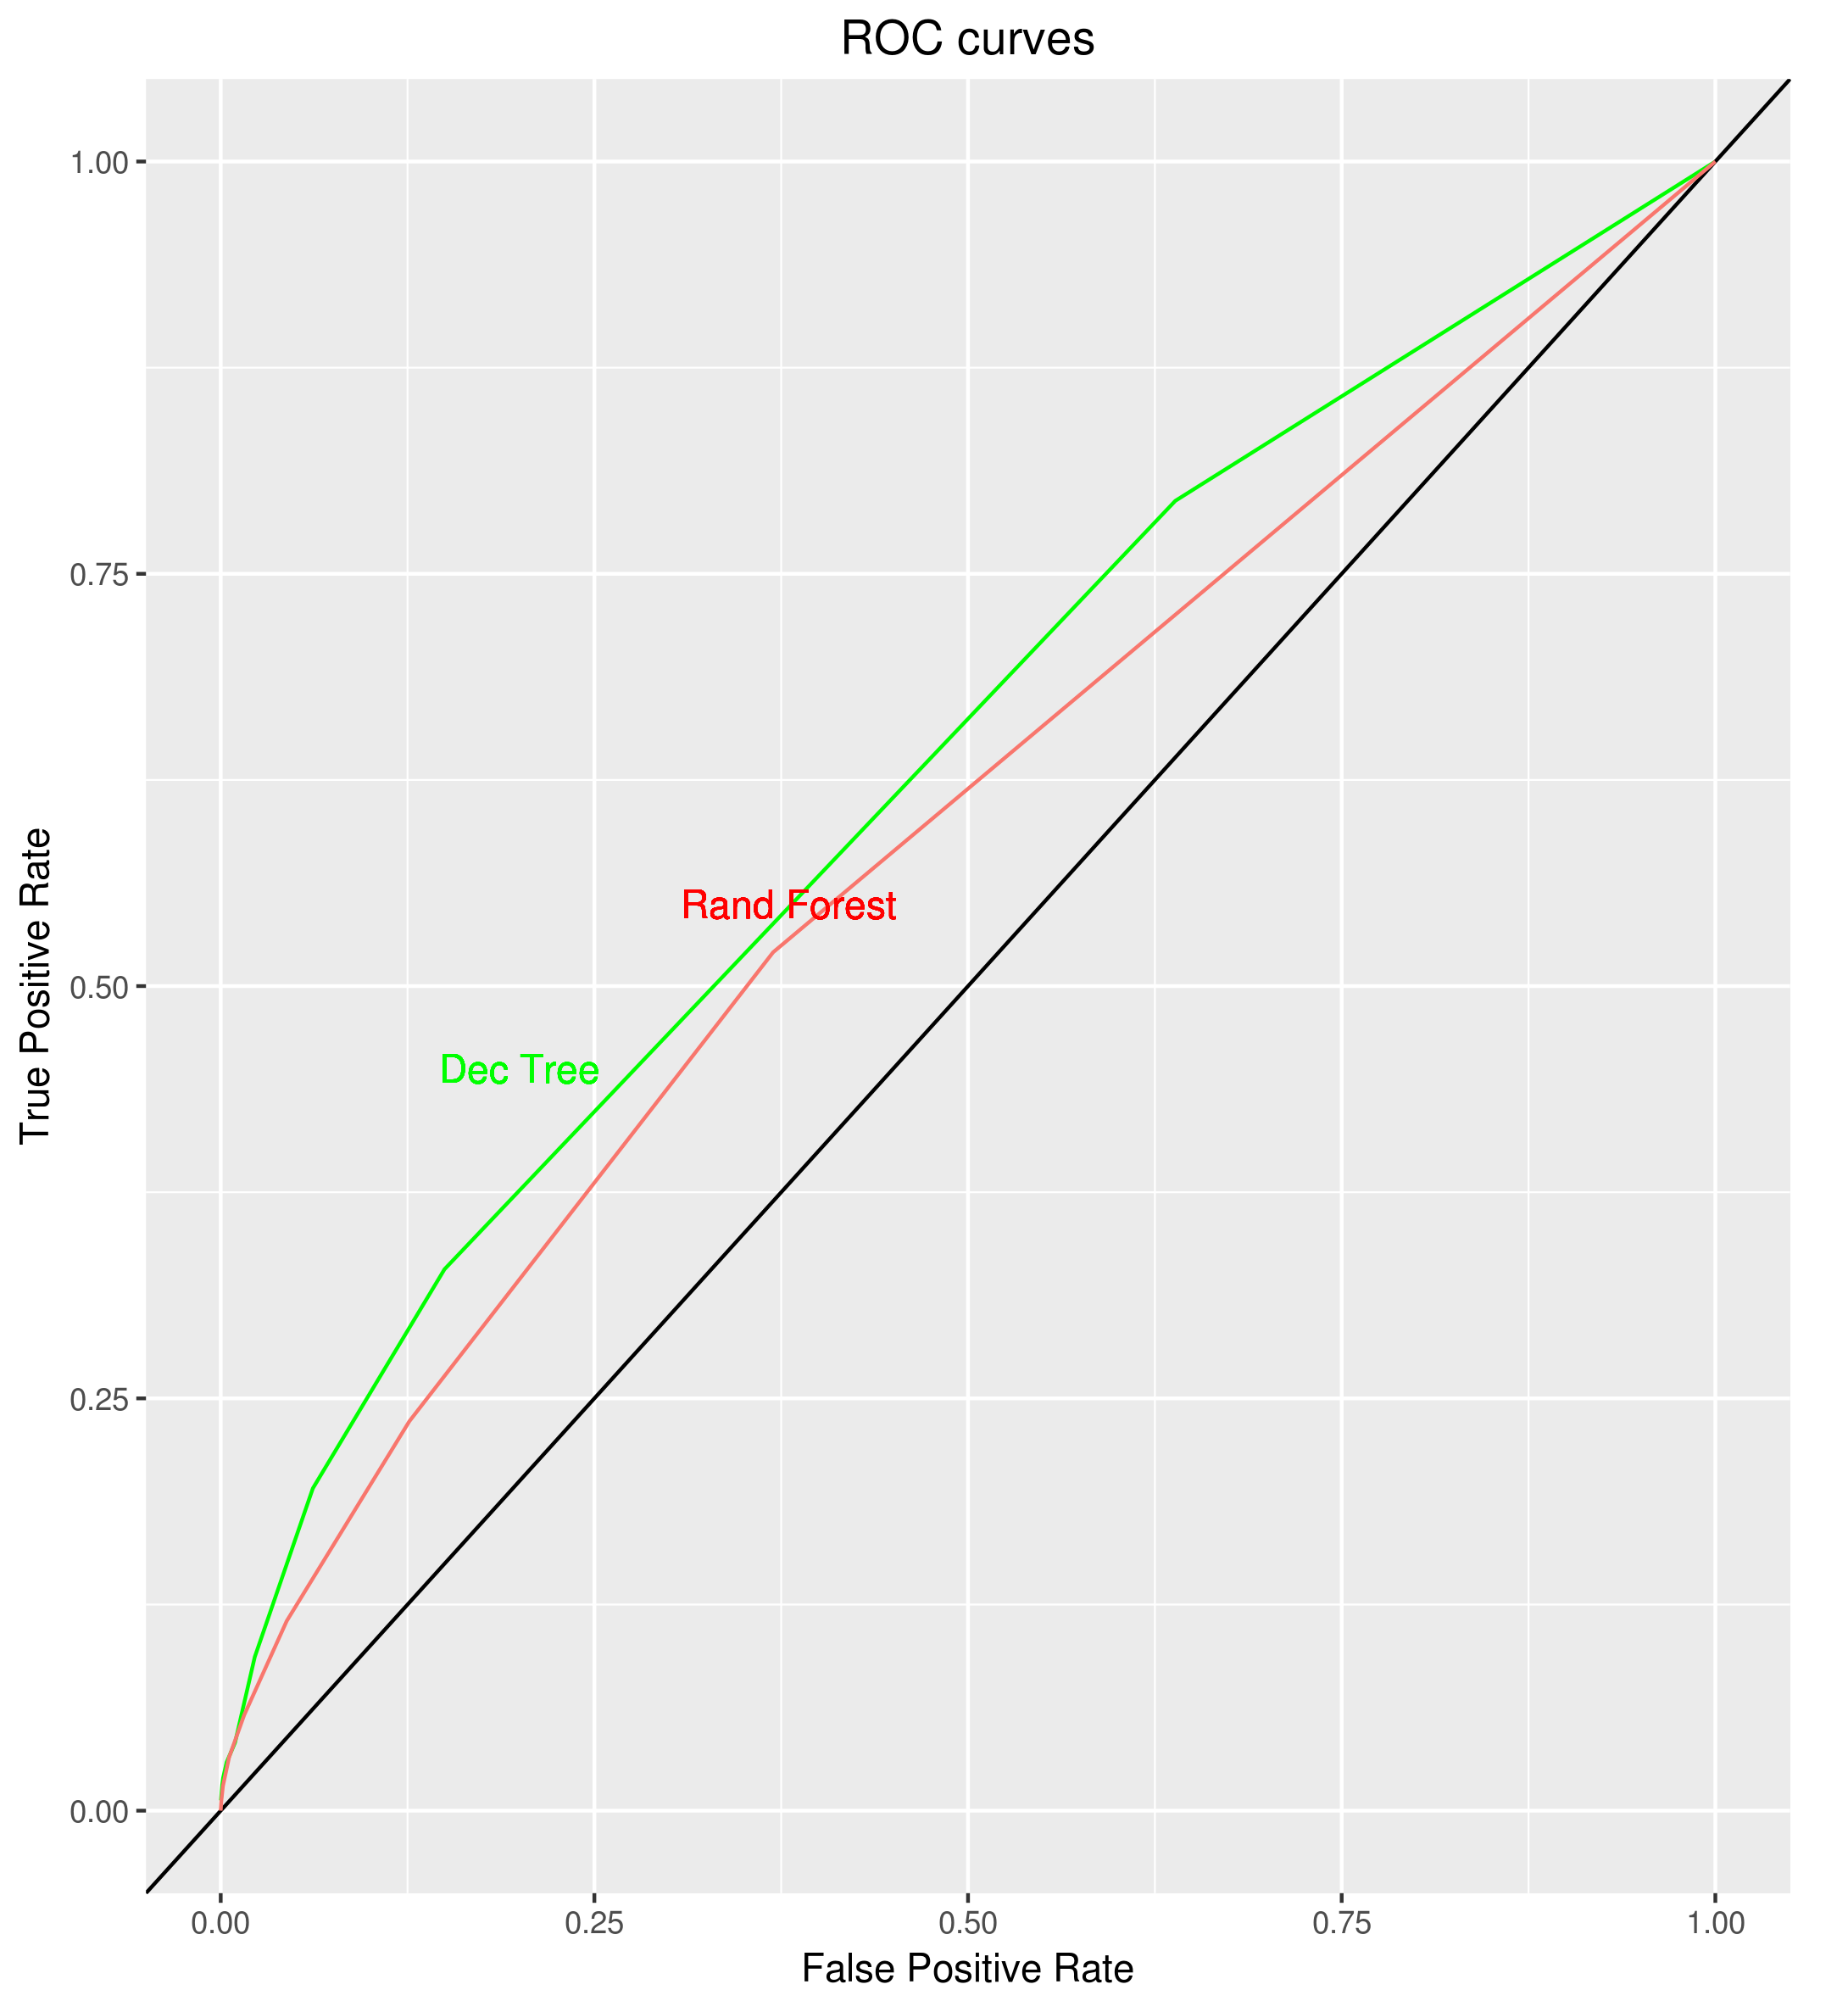 ROC curves
1.00
0.75
0.50
0.25
0.00
True Positive Rate
Rand Forest
Dec Tree
0.00 0.25 0.50 0.75 1.00
False Positive Rate